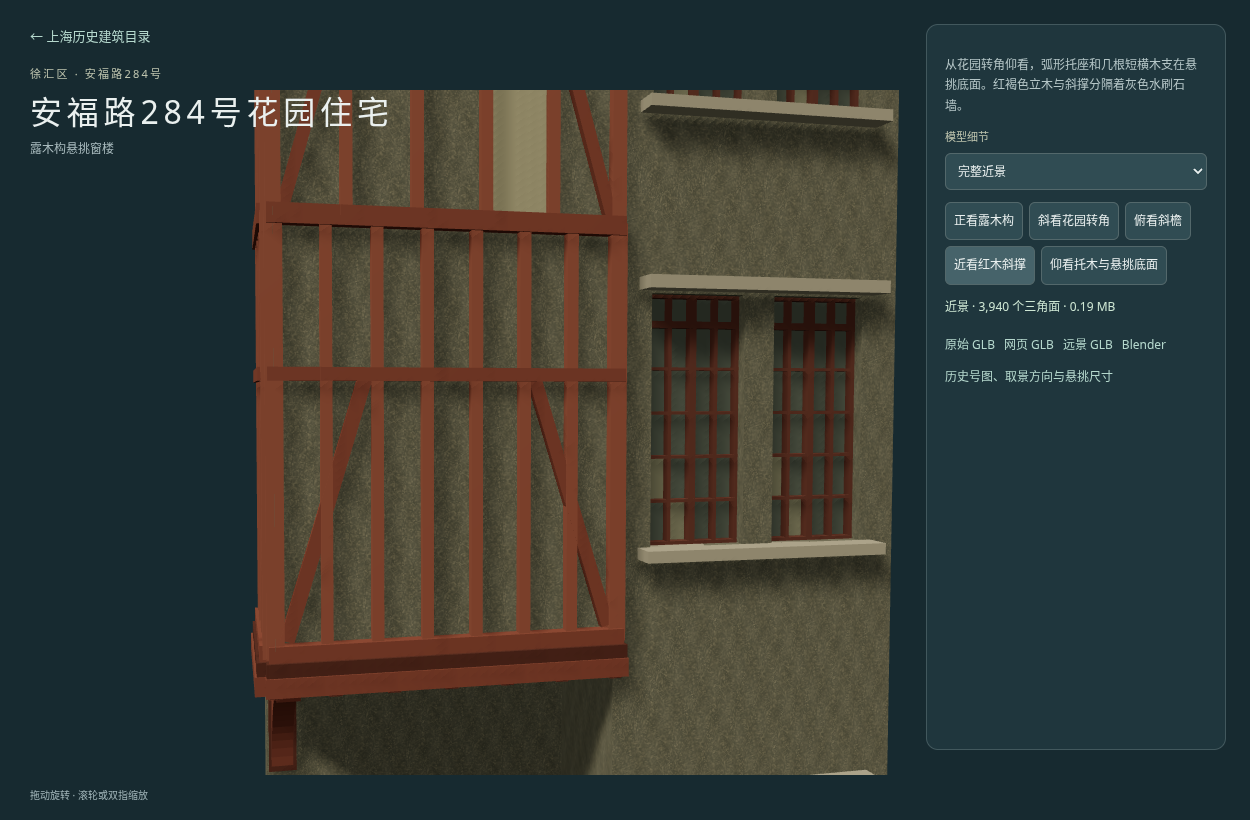 ← 上海历史建筑目录
徐汇区 · 安福路284号
安福路284号花园住宅
露木构悬挑窗楼
从花园转角仰看，弧形托座和几根短横木支在悬
挑底面。红褐色立木与斜撑分隔着灰色水刷石
墙。
模型细节
完整近景
正看露木构 斜看花园转角 俯看斜檐
近看红木斜撑 仰看托木与悬挑底面
近景 · 3,940 个三角面 · 0.19 MB
原始 GLB 网页 GLB 远景 GLB Blender
历史号图、取景方向与悬挑尺寸
拖动旋转 · 滚轮或双指缩放